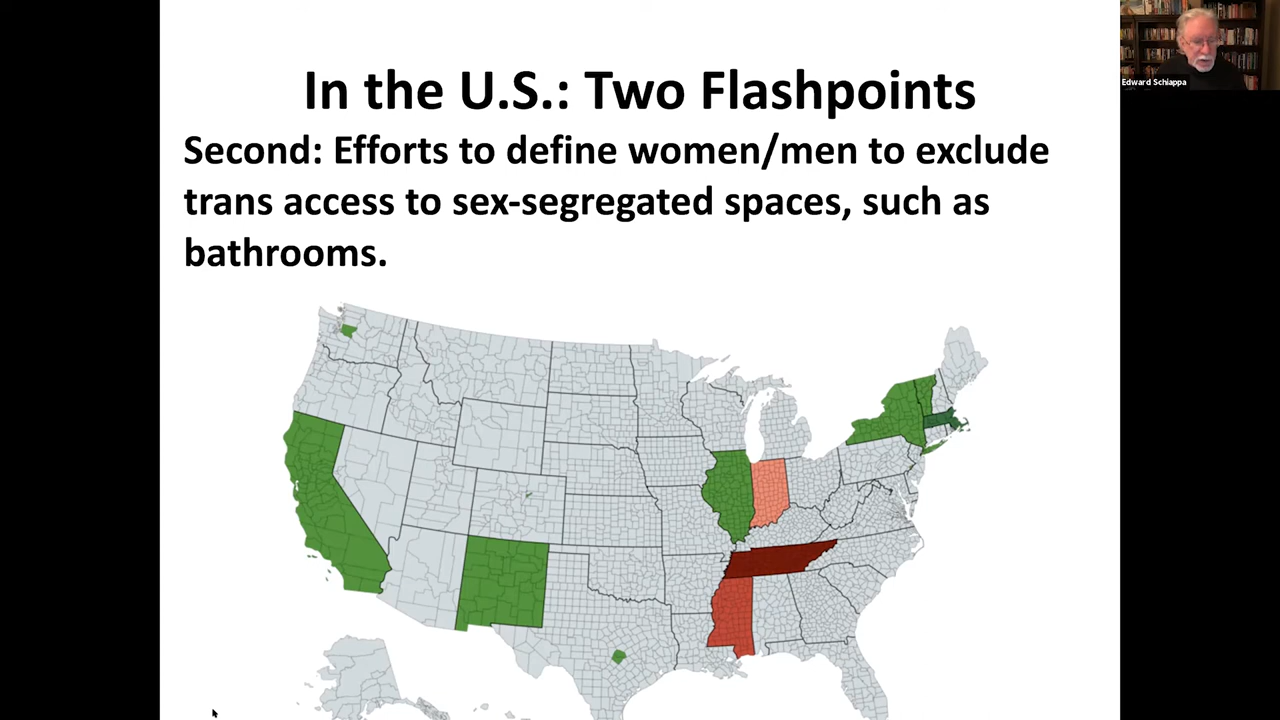 In the U.S.: Two Flashpoints
Second: Efforts to define women/men to exclude
trans access to sex-segregated spaces, such as
bathrooms.
Edward Schiappa